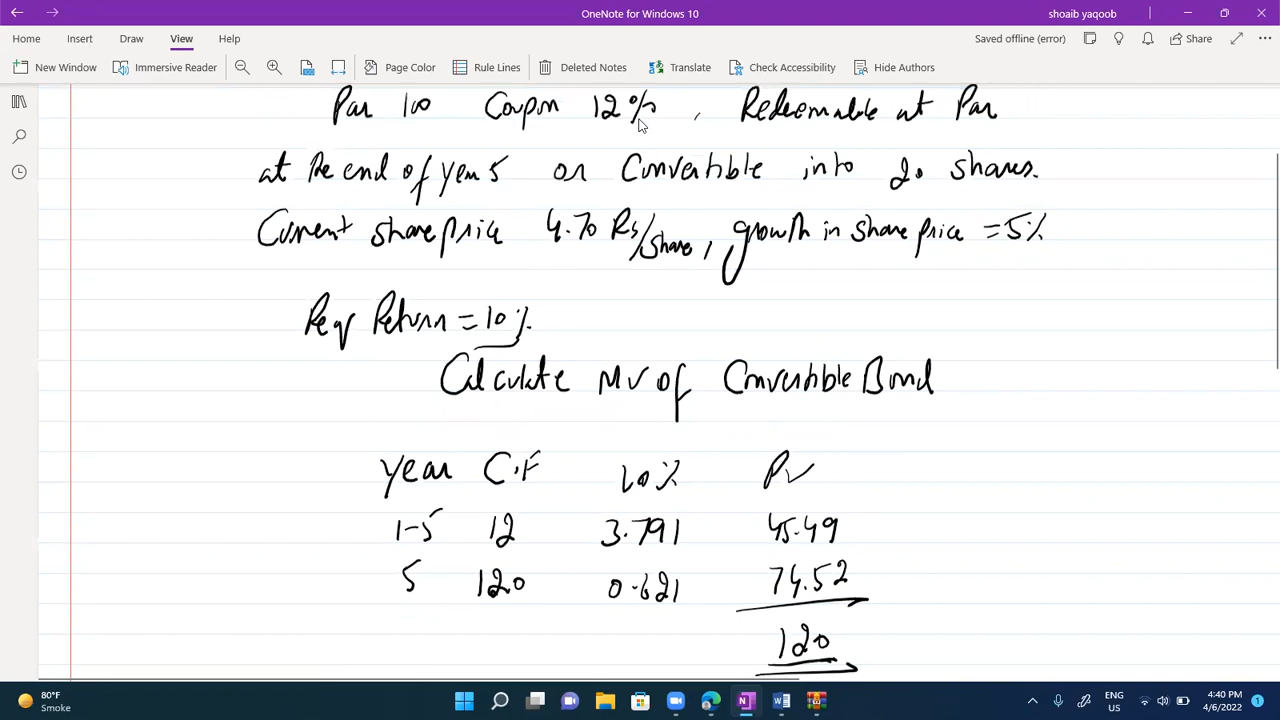 OneNote for Windows 10
shoaib yaqoob
Home Insert Draw View Help
Saved offline (error) Share
New Window Immersive Reader Page Color Rule Lines Deleted Notes Translate Check Accessibility Hide Authors
Par 100 Coupon 12%, Redeemable at Par
at the end of year 5 or Convertible into 20 shares.
Current share price 4.70 Rs/share, growth in share price = 5%
Req Return = 10%
Calculate MV of Convertible Bond
Year C.F 10% PV
1-5 12 3.791 45.49
5 120 0.621 74.52
120
80°F
Smoke
ENG
US
4:40 PM
4/6/2022
1